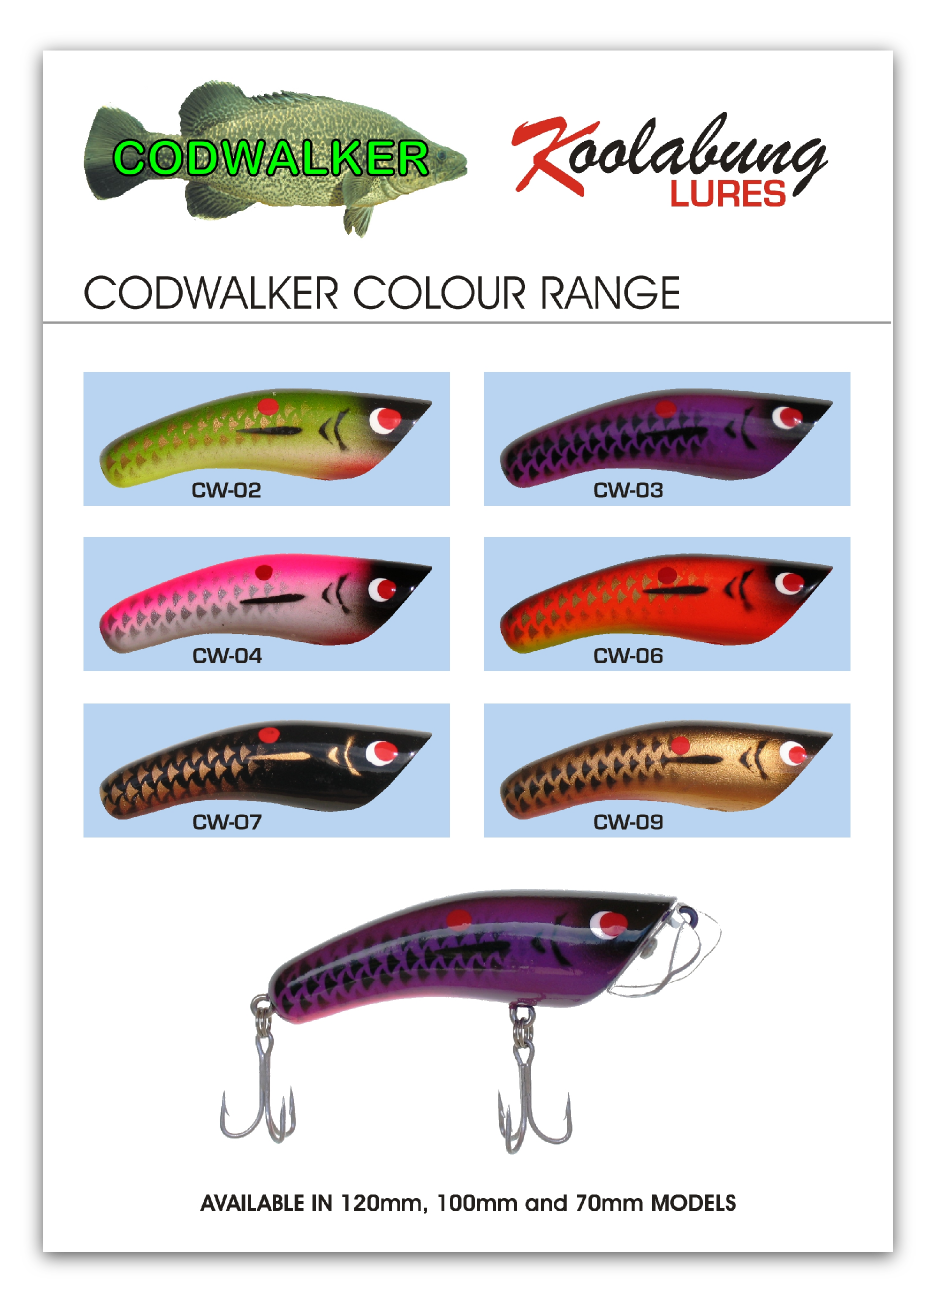 CODWALKER
Koolabung
LURES
CODWALKER COLOUR RANGE
CW-02
CW-03
CW-04
CW-06
CW-07
CW-09
AVAILABLE IN 120mm, 100mm and 70mm MODELS